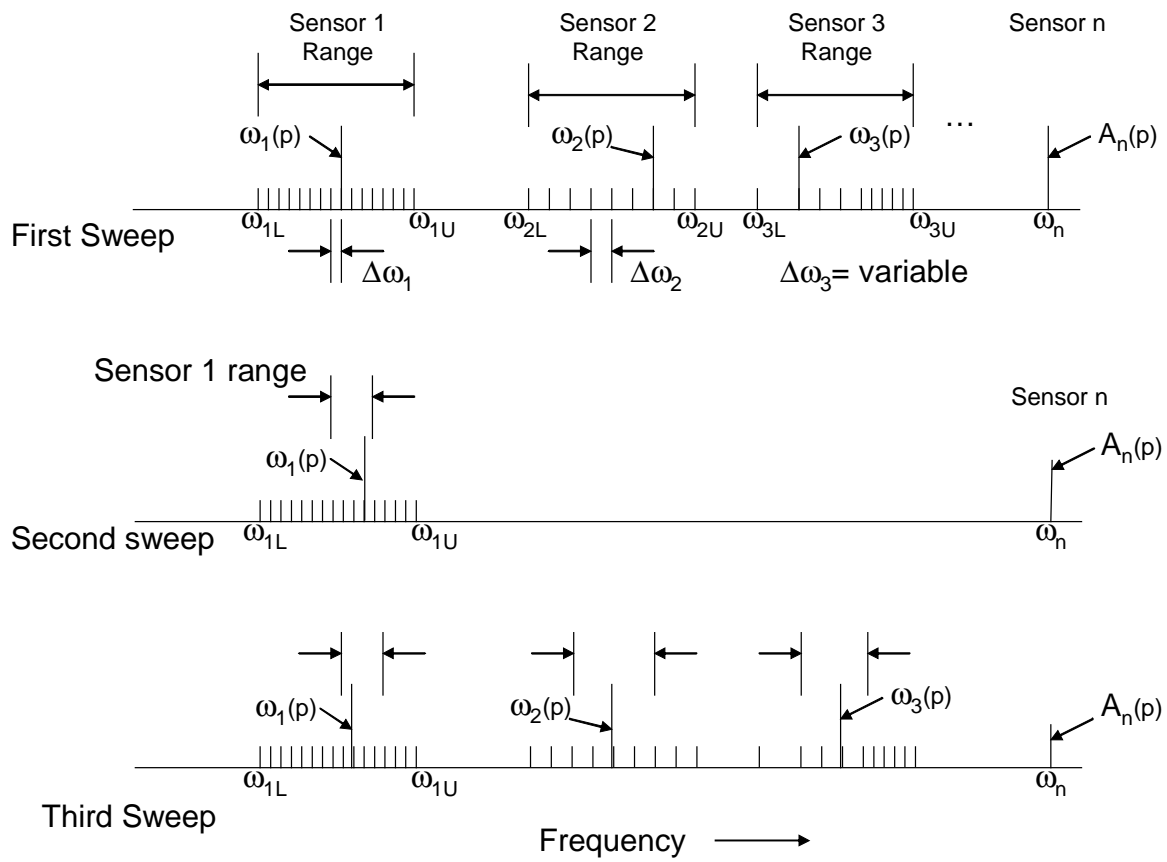 Sensor 1
Range
Sensor 2
Range
Sensor 3
Range
Sensor n
...
ω1(p)
ω2(p)
ω3(p)
An(p)
ω1L
ω1U
ω2L
ω2U
ω3L
ω3U
ωn
First Sweep
Δω1
Δω2
Δω3= variable
Sensor 1 range
Sensor n
ω1(p)
An(p)
ω1L
ω1U
ωn
Second sweep
ω1(p)
ω2(p)
ω3(p)
An(p)
ω1L
ω1U
ωn
Third Sweep
Frequency